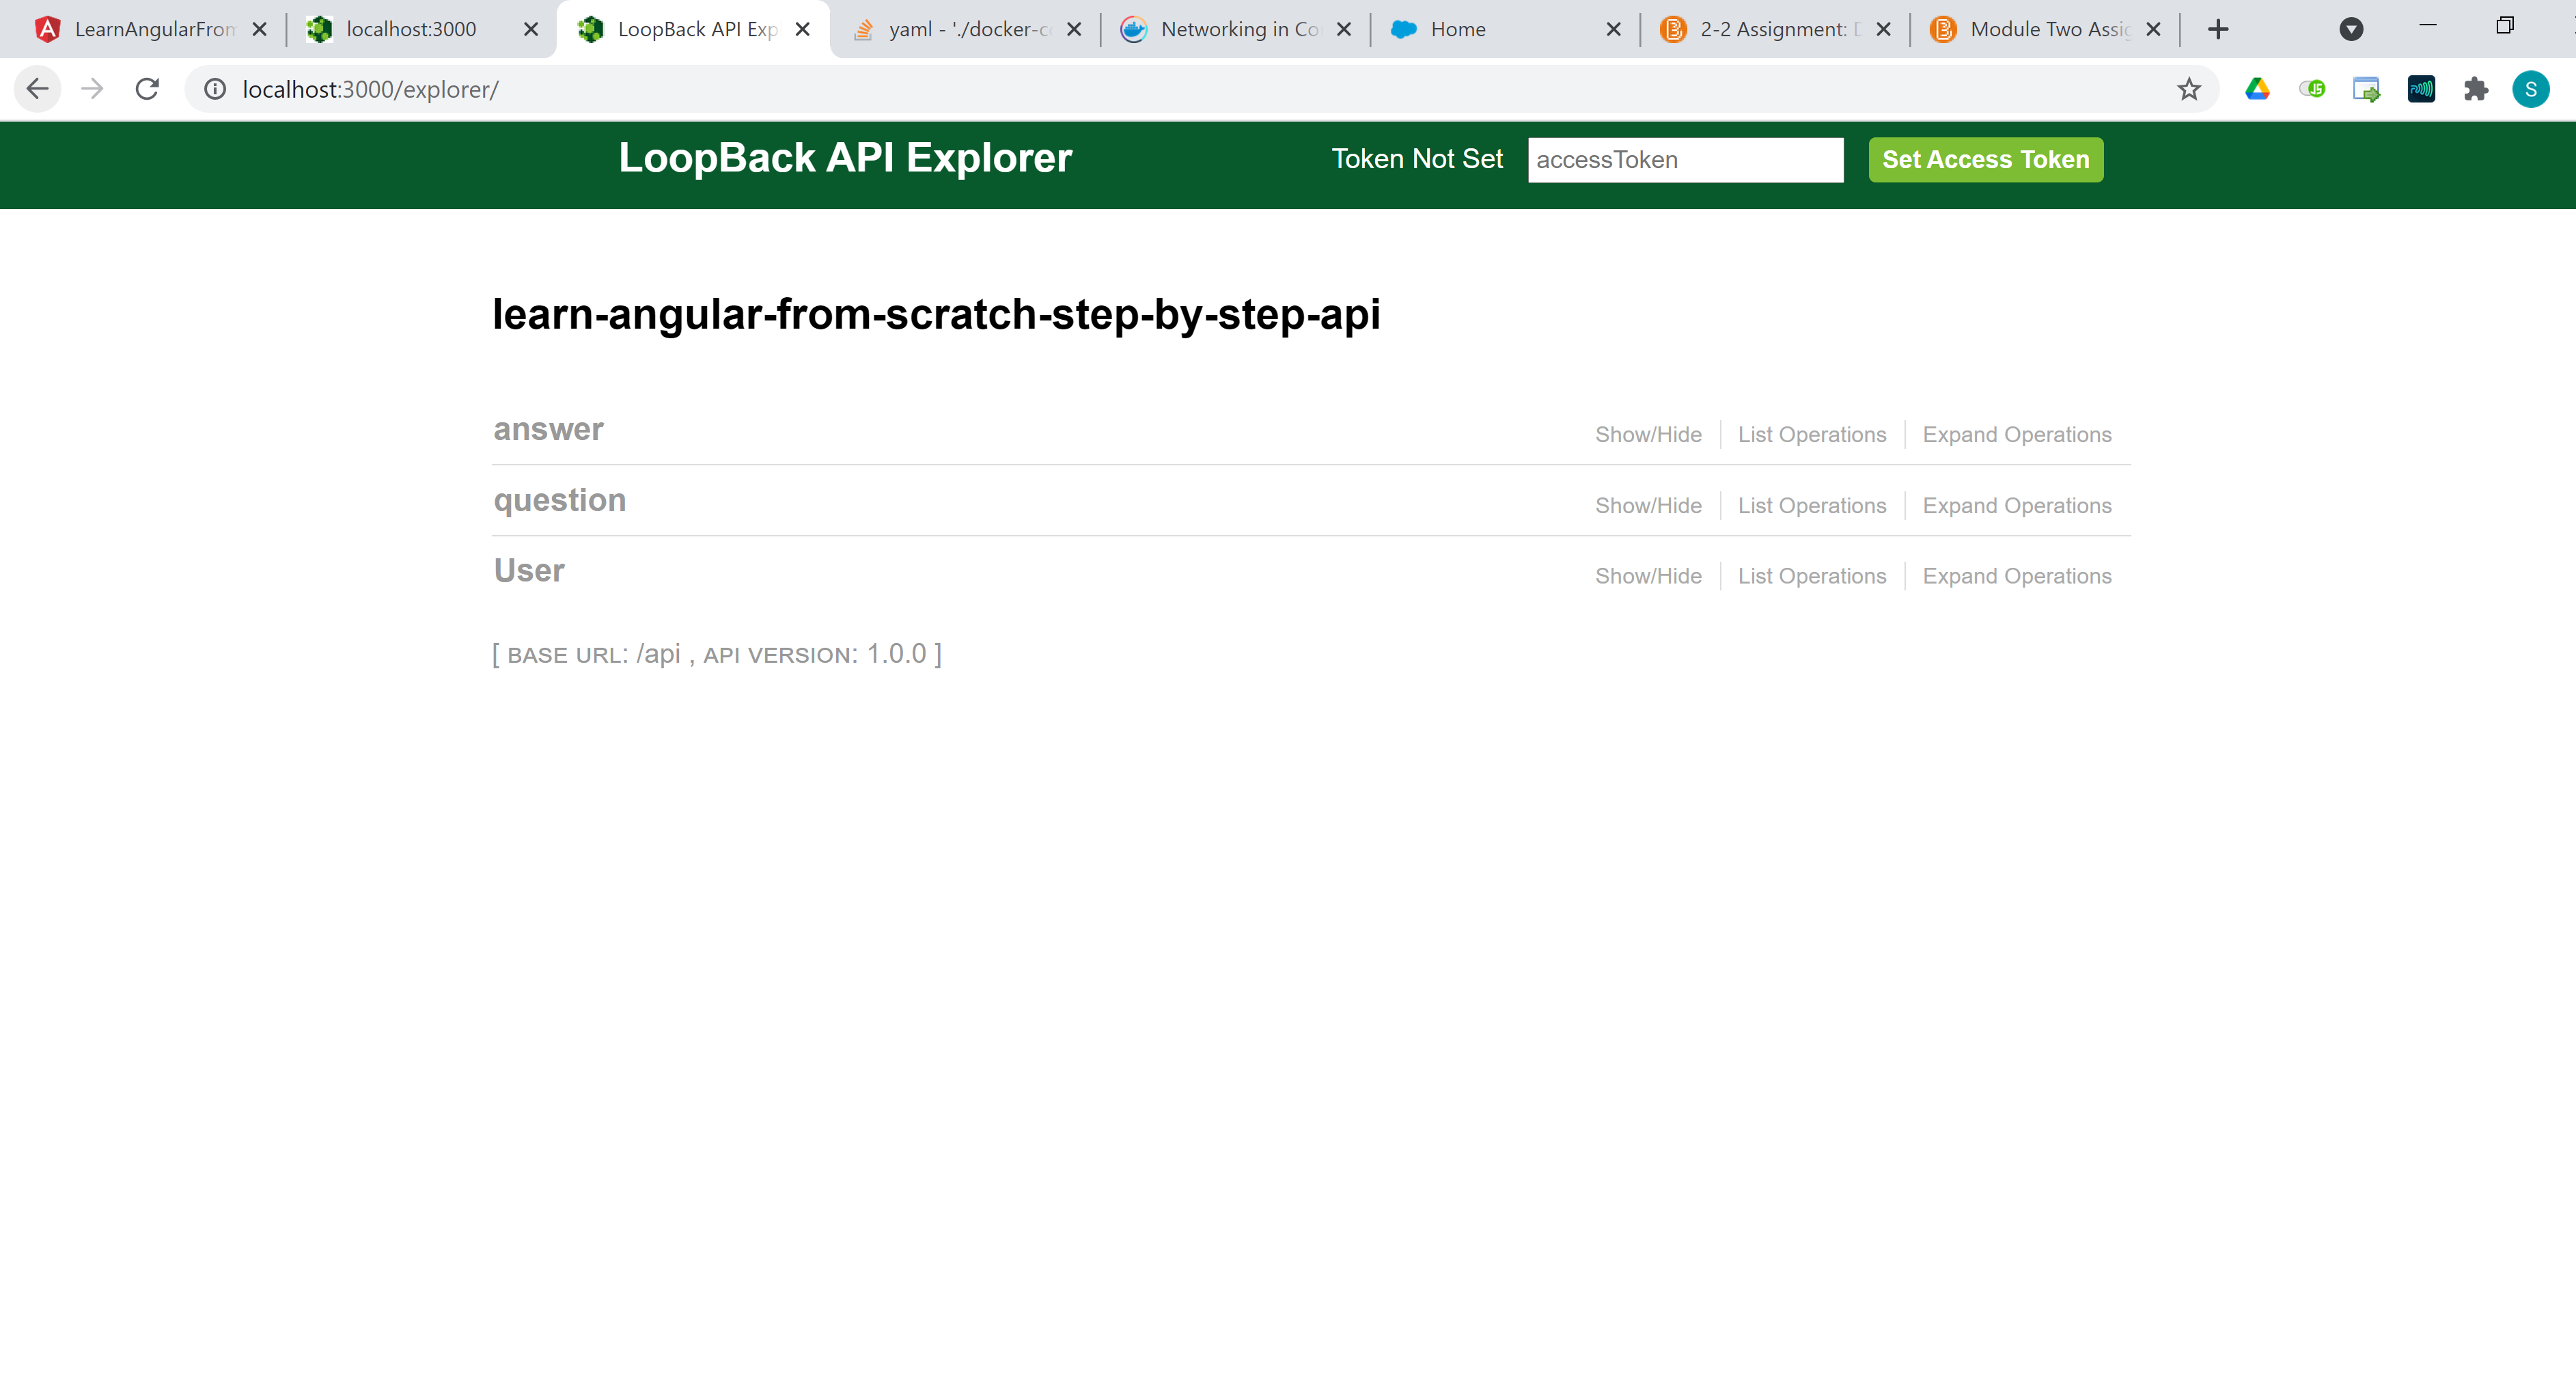 LearnAngularFrom
localhost:3000
LoopBack API Exp
yaml - './docker-co
Networking in Co
Home
2-2 Assignment: D
Module Two Assig
localhost:3000/explorer/
S
LoopBack API Explorer
Token Not Set
accessToken
Set Access Token
learn-angular-from-scratch-step-by-step-api
answer
Show/Hide
List Operations
Expand Operations
question
Show/Hide
List Operations
Expand Operations
User
Show/Hide
List Operations
Expand Operations
[ BASE URL: /api , API VERSION: 1.0.0 ]